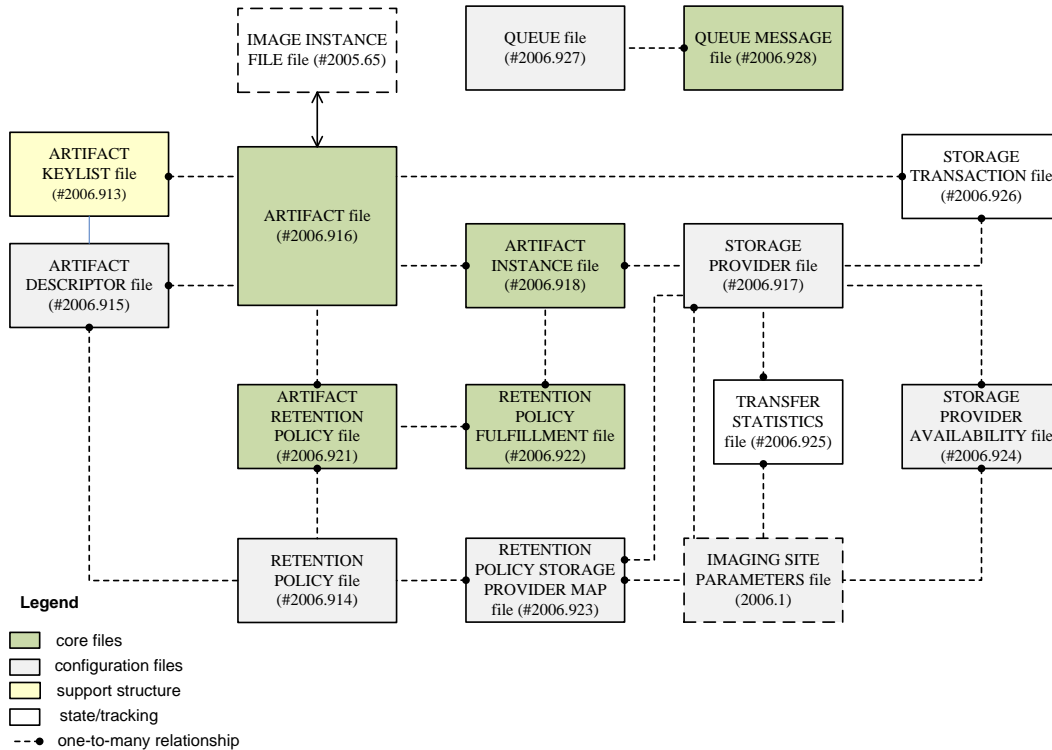 IMAGE INSTANCE
FILE file (#2005.65)
QUEUE file
(#2006.927)
QUEUE MESSAGE
file (#2006.928)
ARTIFACT
KEYLIST file
(#2006.913)
ARTIFACT file
(#2006.916)
STORAGE
TRANSACTION file
(#2006.926)
ARTIFACT
DESCRIPTOR file
(#2006.915)
ARTIFACT
INSTANCE file
(#2006.918)
STORAGE
PROVIDER file
(#2006.917)
ARTIFACT
RETENTION
POLICY file
(#2006.921)
RETENTION
POLICY
FULFILLMENT file
(#2006.922)
TRANSFER
STATISTICS
file (#2006.925)
STORAGE
PROVIDER
AVAILABILITY file
(#2006.924)
RETENTION
POLICY file
(#2006.914)
RETENTION
POLICY STORAGE
PROVIDER MAP
file (#2006.923)
IMAGING SITE
PARAMETERS file
(2006.1)
Legend
core files
configuration files
support structure
state/tracking
one-to-many relationship